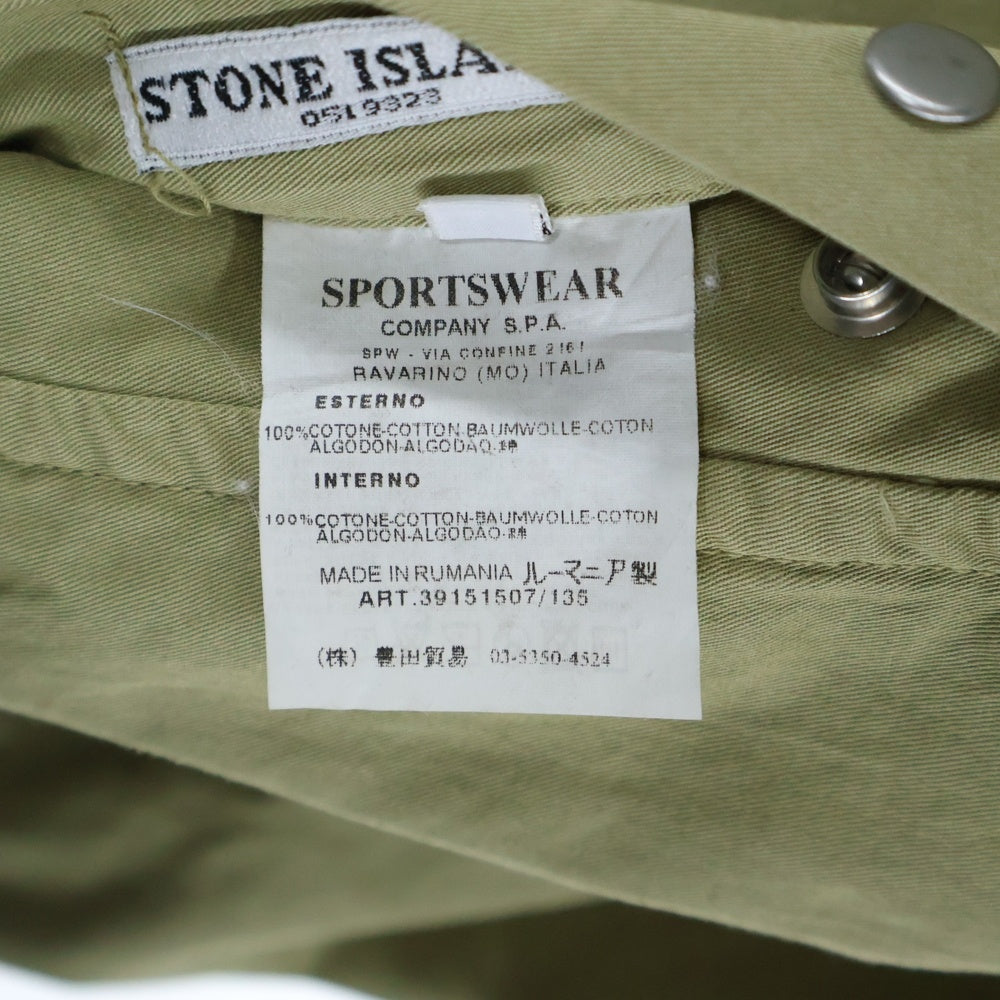 STONE ISLA
0519323
SPORTSWEAR
COMPANY S.P.A.
SPW - VIA CONFINE 2161
RAVARINO (MO) ITALIA
ESTERNO
100%COTONE-COTTON-BAUMWOLLE-COTON
ALGODON-ALGODAO-綿
INTERNO
100%COTONE-COTTON-BAUMWOLLE-COTON
ALGODON-ALGODAO-綿
MADE IN RUMANIA ルーマニア製
ART.39151507/135
(株) 豊田貿易 03-5350-4524